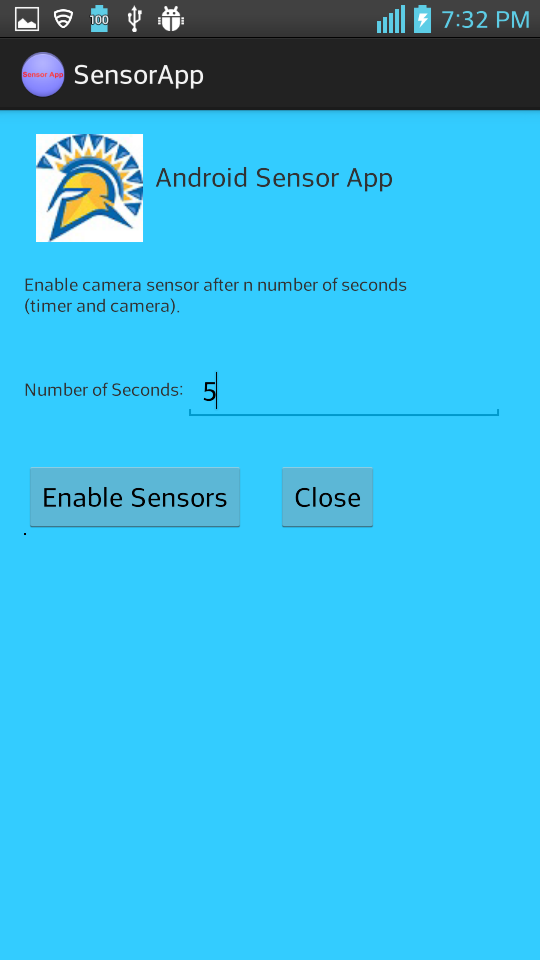 100
7:32 PM
Sensor App
SensorApp
Android Sensor App
Enable camera sensor after n number of seconds
(timer and camera).
Number of Seconds: 5
Enable Sensors
Close